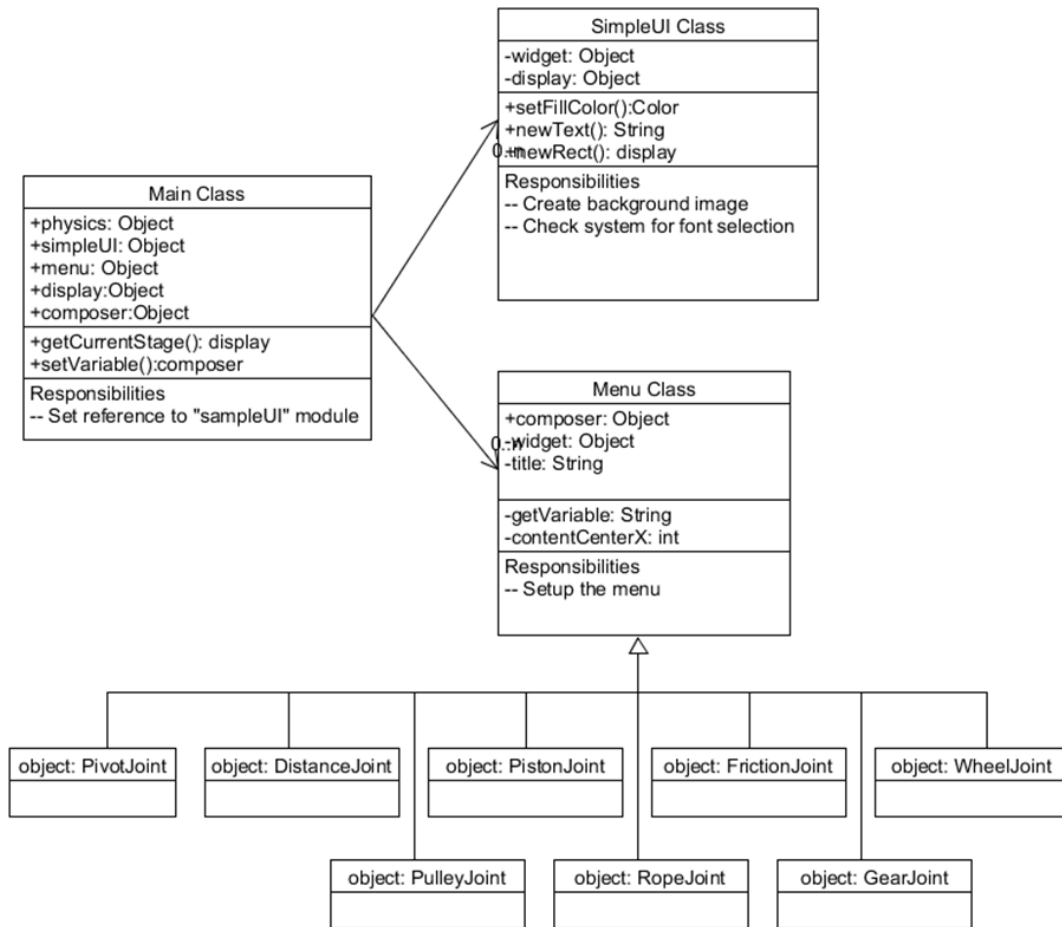 SimpleUI Class
-widget: Object
-display: Object
+setFillColor():Color
+newText(): String
+newRect(): display
0..n
Responsibilities
-- Create background image
-- Check system for font selection
Main Class
+physics: Object
+simpleUI: Object
+menu: Object
+display:Object
+composer:Object
+getCurrentStage(): display
+setVariable():composer
Responsibilities
-- Set reference to "sampleUI" module
Menu Class
+composer: Object
-widget: Object
0..n
-title: String
-getVariable: String
-contentCenterX: int
Responsibilities
-- Setup the menu
object: PivotJoint
object: DistanceJoint
object: PistonJoint
object: FrictionJoint
object: WheelJoint
object: PulleyJoint
object: RopeJoint
object: GearJoint